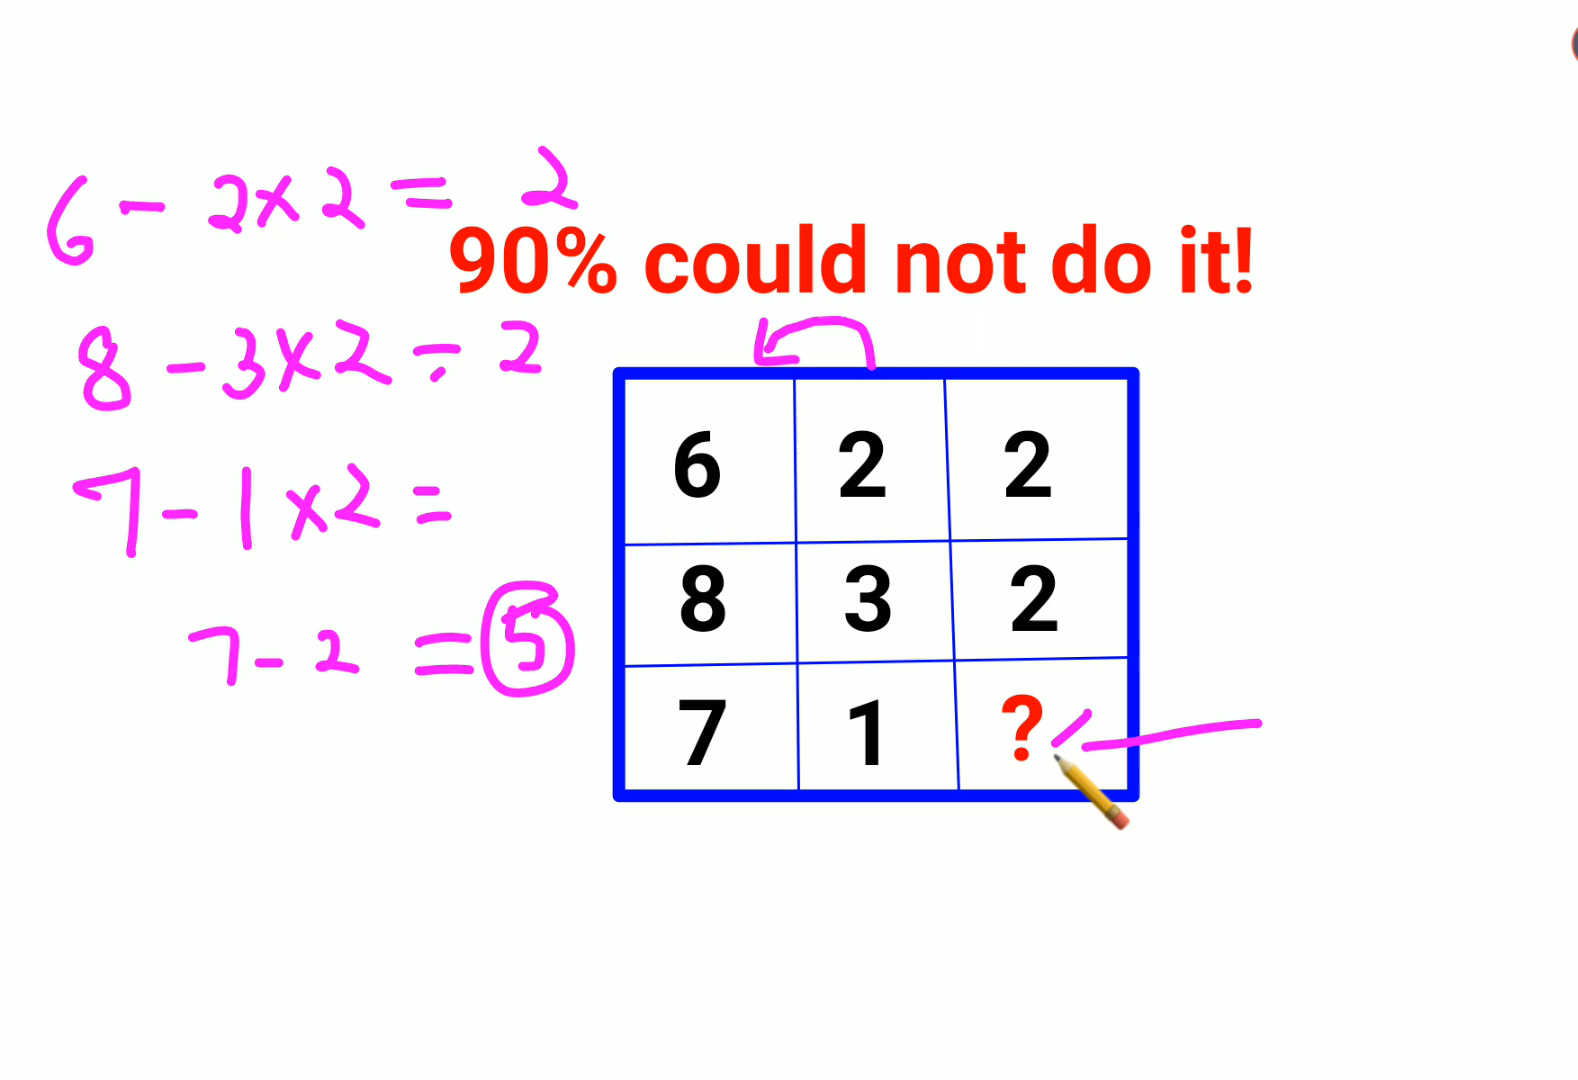 6 - 2x2 = 2
90% could not do it!
8 - 3x2 = 2
7 - 1x2 =
7 - 2 = 5
6 2 2
8 3 2
7 1 ?